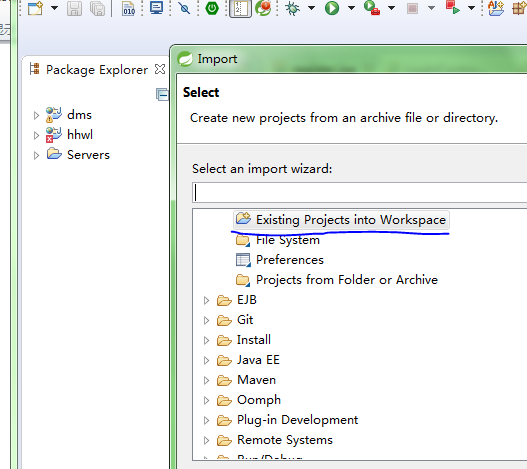 Package Explorer
dms
hhwl
Servers
Import
Select
Create new projects from an archive file or directory.
Select an import wizard:
Existing Projects into Workspace
File System
Preferences
Projects from Folder or Archive
EJB
Git
Install
Java EE
Maven
Oomph
Plug-in Development
Remote Systems
Run/Debug